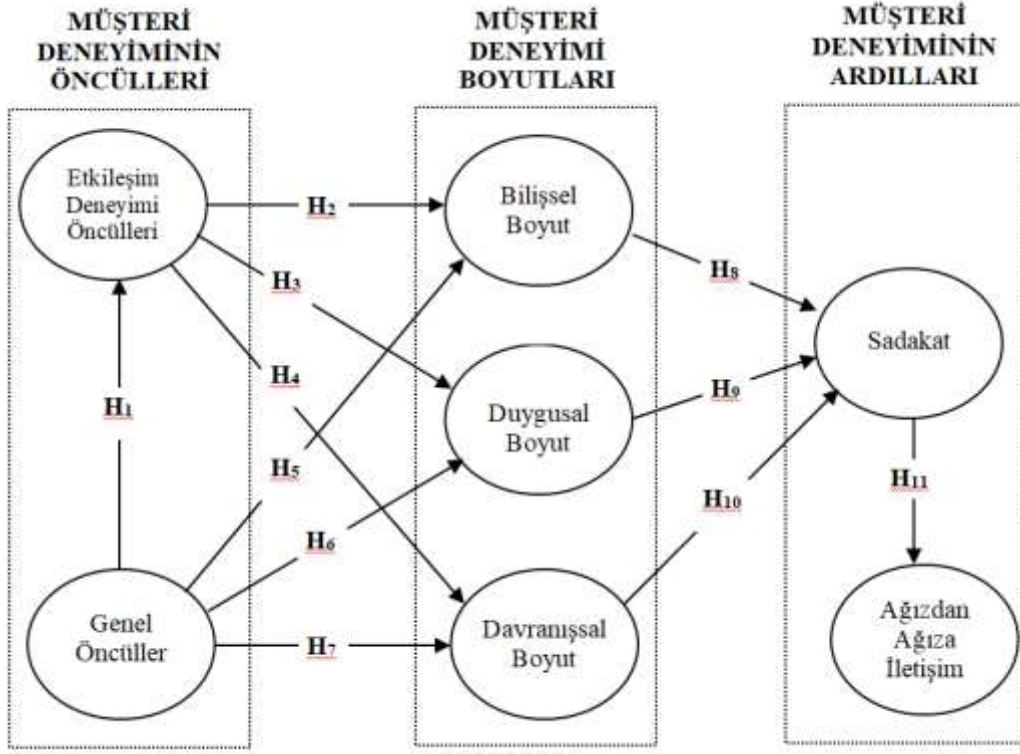 MÜŞTERİ
DENEYİMİNİN
ÖNCÜLLERİ
MÜŞTERİ
DENEYİMİ
BOYUTLARI
MÜŞTERİ
DENEYİMİNİN
ARDILLARI
Etkileşim
Deneyimi
Öncülleri
Genel
Öncüller
H1
H2
H3
H4
H5
H6
H7
Bilişsel
Boyut
Duygusal
Boyut
Davranışsal
Boyut
H8
H9
H10
Sadakat
H11
Ağızdan
Ağıza
İletişim